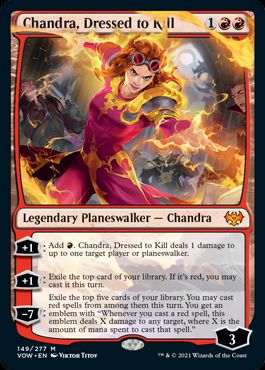 Chandra, Dressed to Kill 1
Legendary Planeswalker — Chandra
+1 Add R. Chandra, Dressed to Kill deals 1 damage to
up to one target player or planeswalker.
+1 Exile the top card of your library. If it's red, you may
cast it this turn.
Exile the top five cards of your library. You may cast
red spells from among them this turn. You get an
−7 emblem with "Whenever you cast a red spell, this
emblem deals X damage to any target, where X is the
amount of mana spent to cast that spell."
3
149/277 M
VOW • EN Viktor Titov
™ & © 2021 Wizards of the Coast